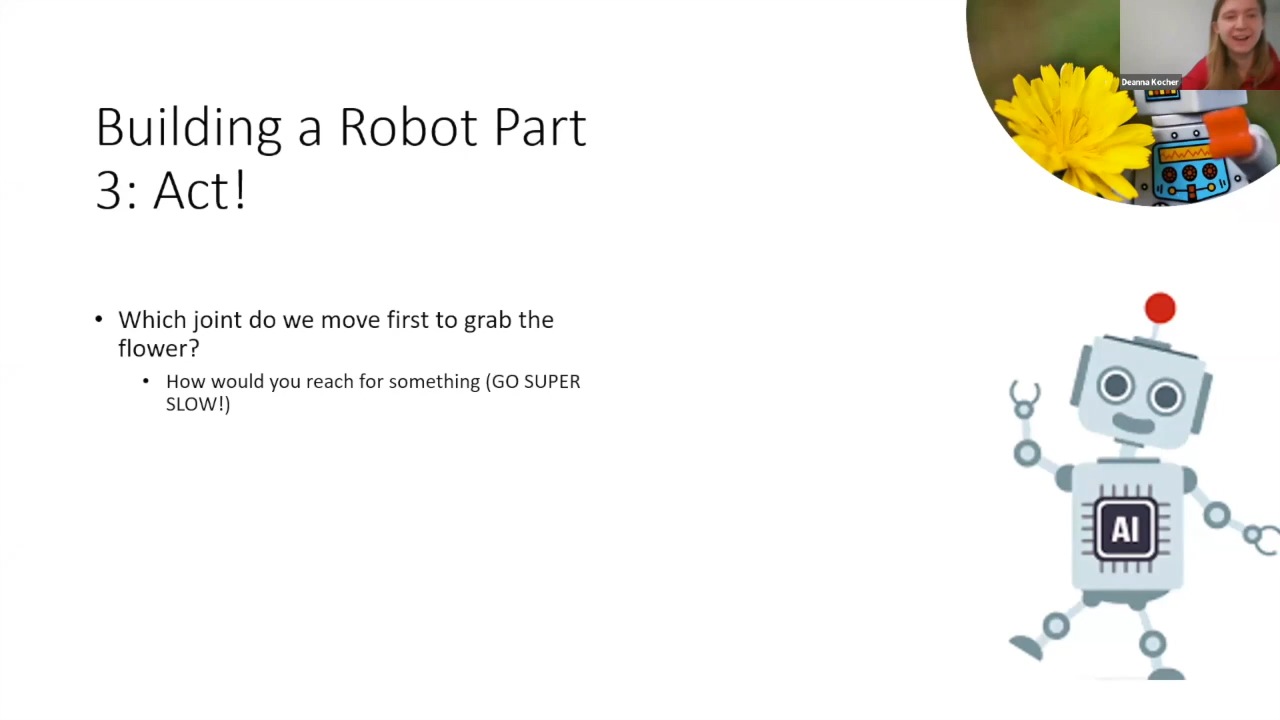 Deanna Kocher
Building a Robot Part
3: Act!
• Which joint do we move first to grab the
flower?
• How would you reach for something (GO SUPER
SLOW!)
AI